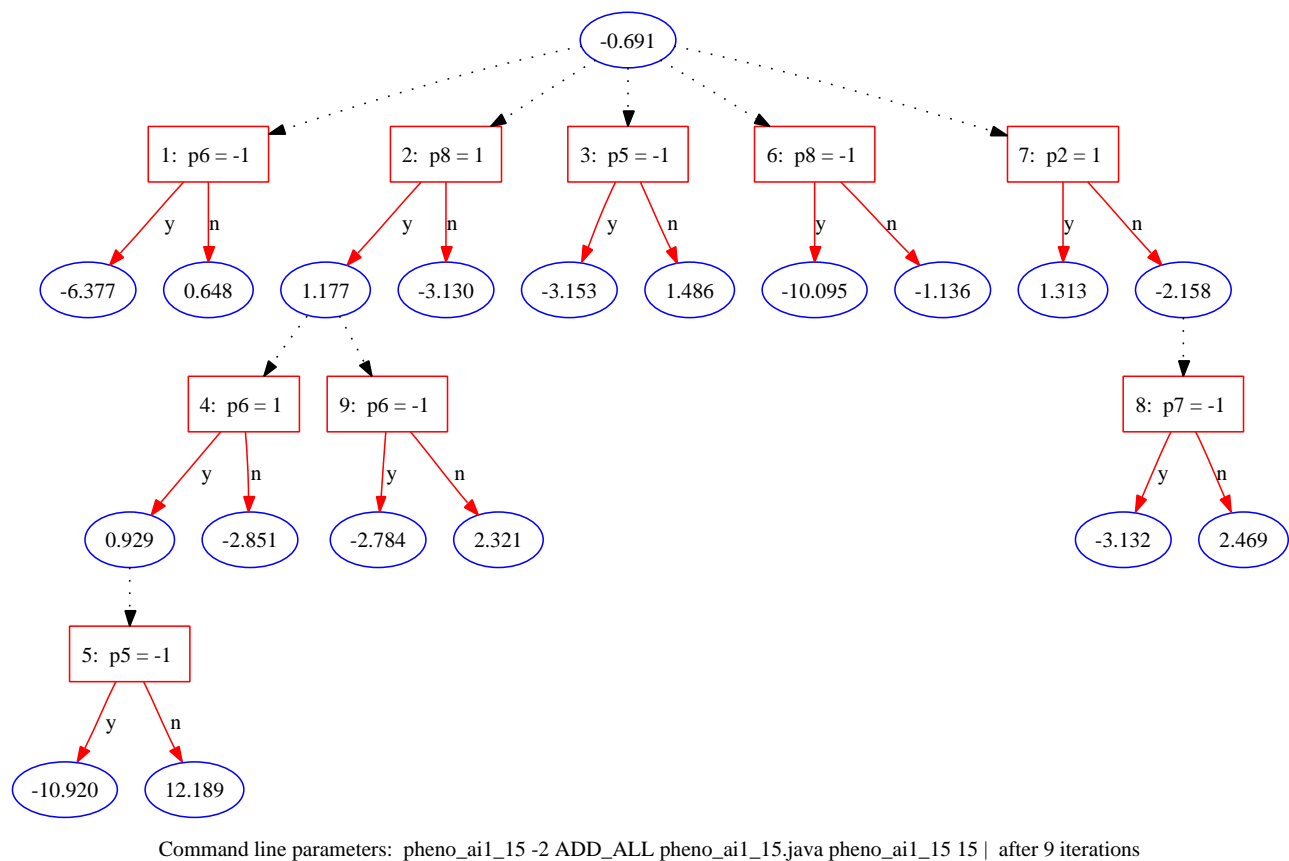 -0.691
1: p6 = -1
2: p8 = 1
3: p5 = -1
6: p8 = -1
7: p2 = 1
y
n
y
n
y
n
y
n
y
n
-6.377
0.648
1.177
-3.130
-3.153
1.486
-10.095
-1.136
1.313
-2.158
4: p6 = 1
9: p6 = -1
8: p7 = -1
y
n
y
n
y
n
0.929
-2.851
-2.784
2.321
-3.132
2.469
5: p5 = -1
y
n
-10.920
12.189
Command line parameters: pheno_ai1_15 -2 ADD_ALL pheno_ai1_15.java pheno_ai1_15 15 | after 9 iterations